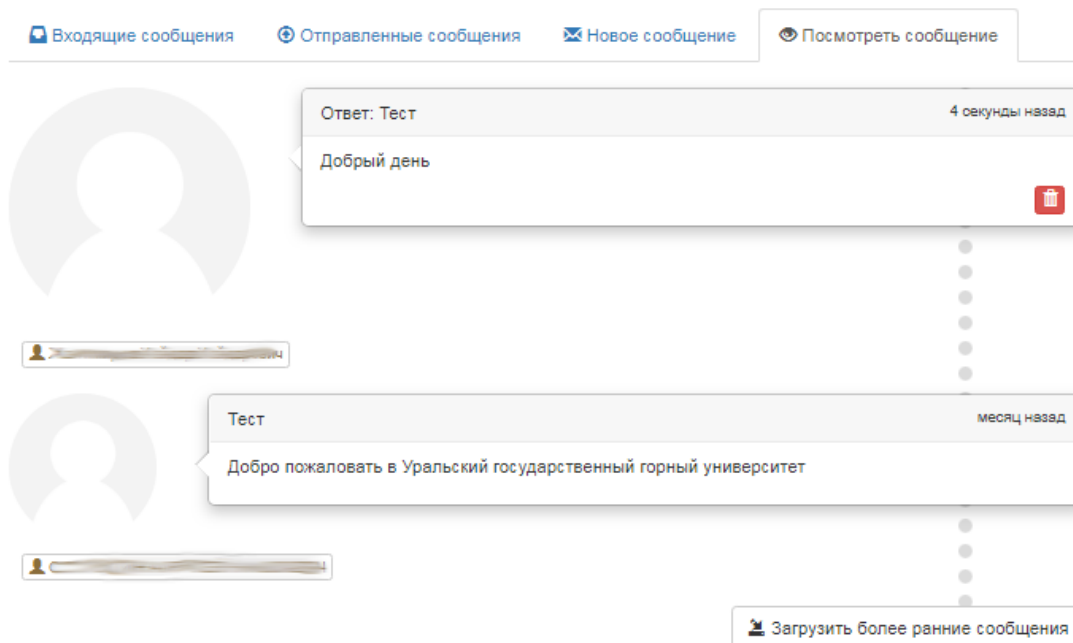 Входящие сообщения Отправленные сообщения Новое сообщение Посмотреть сообщение
Ответ: Тест 4 секунды назад
Добрый день
Тест месяц назад
Добро пожаловать в Уральский государственный горный университет
Загрузить более ранние сообщения